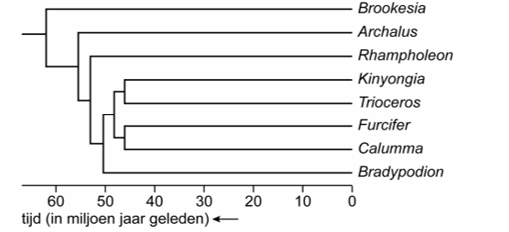 Brookesia
Archalus
Rhampholeon
Kinyongia
Trioceros
Furcifer
Calumma
Bradypodion
60 50 40 30 20 10 0
tijd (in miljoen jaar geleden)